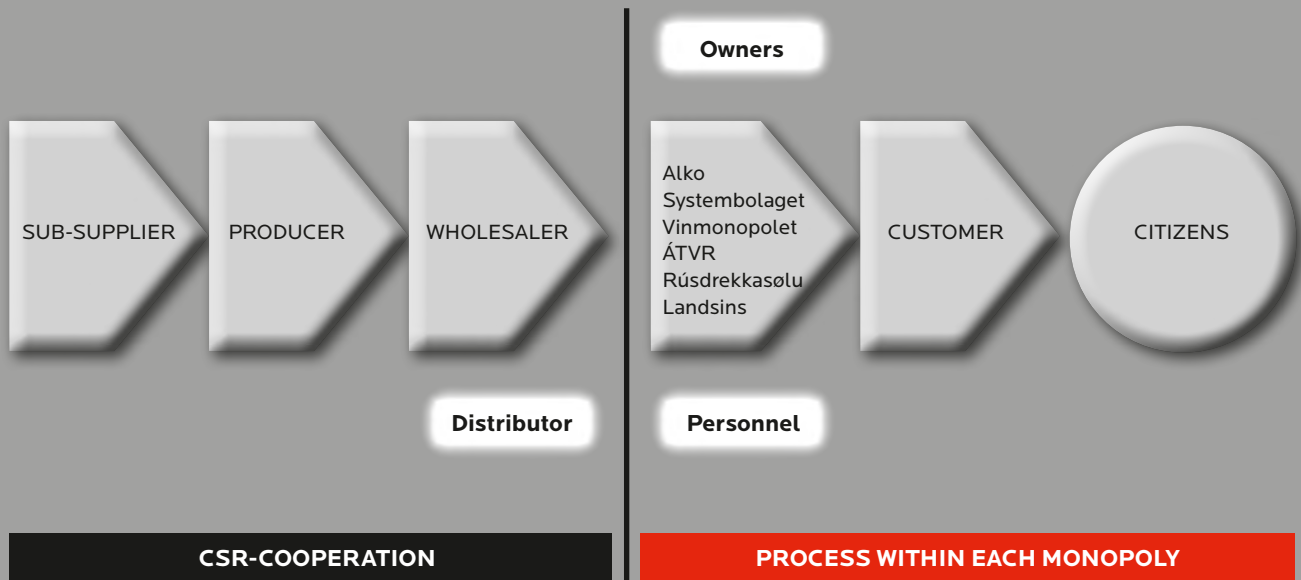 Owners
SUB-SUPPLIER
PRODUCER
WHOLESALER
Alko
Systembolaget
Vinmonopolet
ÁTVR
Rúsdrekkasølu
Landsins
CUSTOMER
CITIZENS
Distributor
Personnel
CSR-COOPERATION
PROCESS WITHIN EACH MONOPOLY